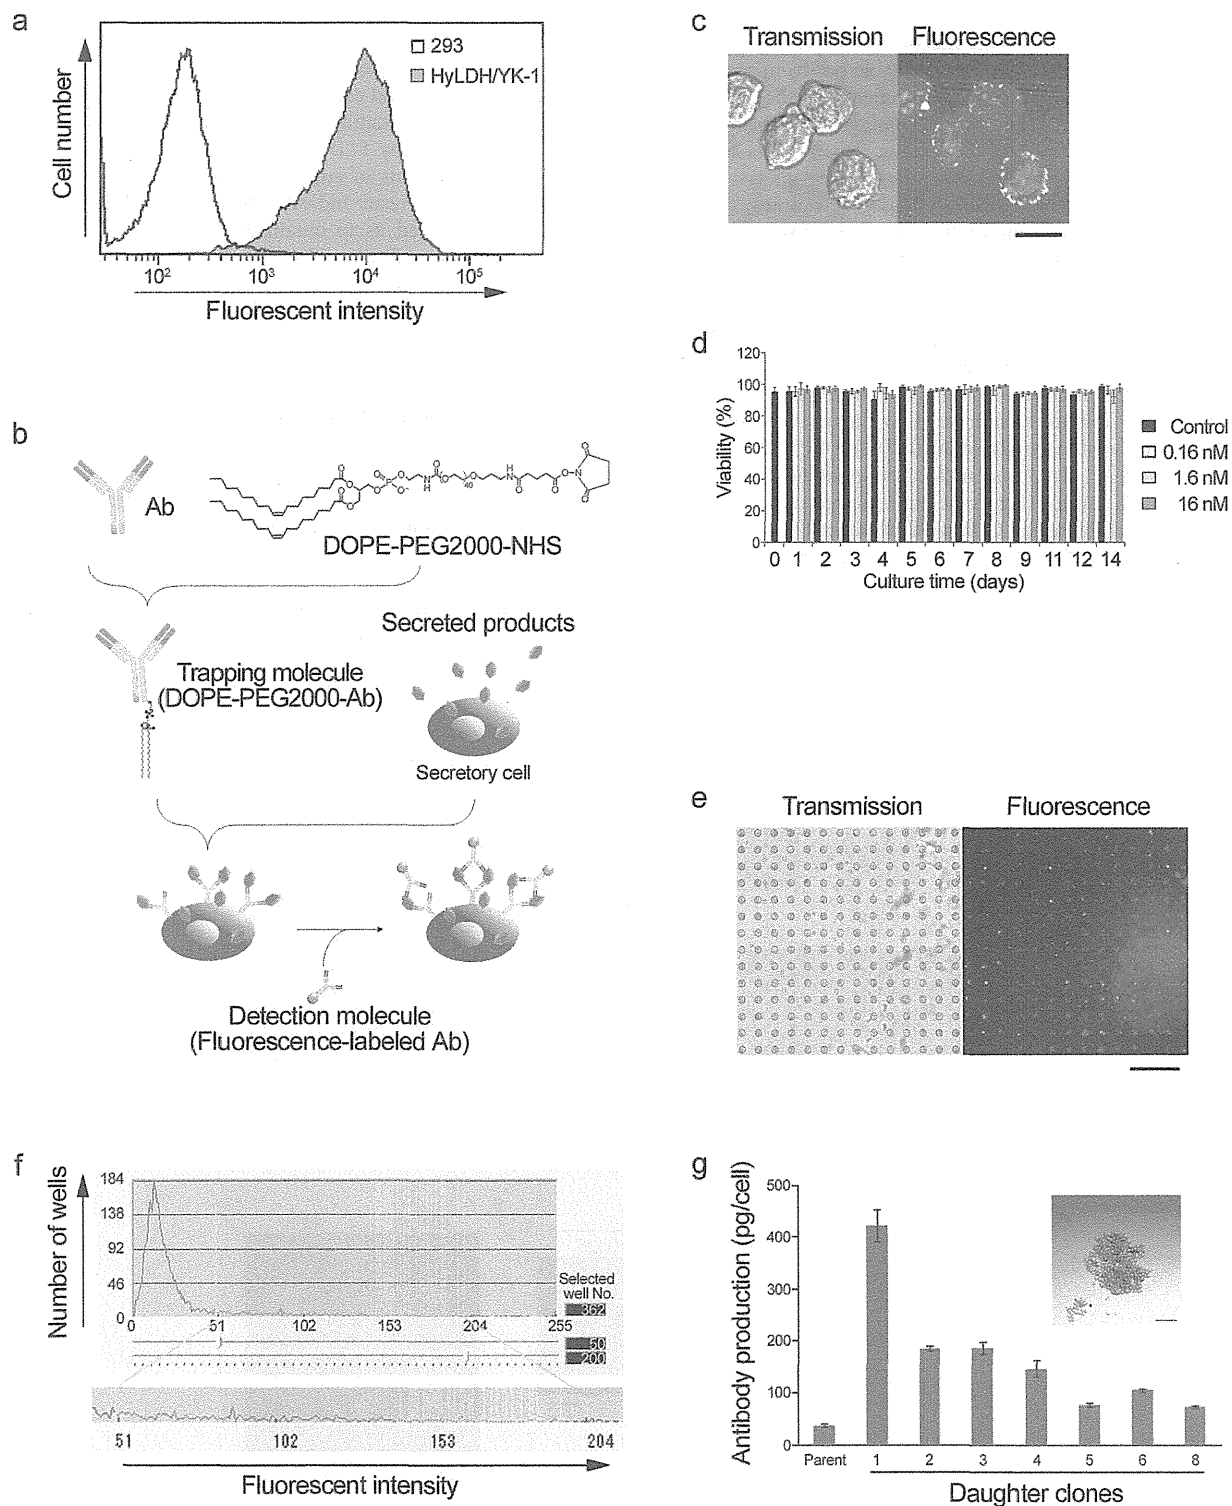 a
Cell number
293
HyLDH/YK-1
10² 10³ 10⁴ 10⁵
Fluorescent intensity
b
Ab
DOPE-PEG2000-NHS
Trapping molecule
(DOPE-PEG2000-Ab)
Secreted products
Secretory cell
Detection molecule
(Fluorescence-labeled Ab)
c
Transmission Fluorescence
d
Viability (%)
120
100
80
60
40
20
0
0 1 2 3 4 5 6 7 8 9 11 12 14
Culture time (days)
Control
0.16 nM
1.6 nM
16 nM
e
Transmission Fluorescence
f
Number of wells
184
138
92
46
0
0 51 102 153 204 255
Selected
well No.
362
50
200
51 102 153 204
Fluorescent intensity
g
Antibody production (pg/cell)
500
400
300
200
100
0
Parent 1 2 3 4 5 6 8
Daughter clones